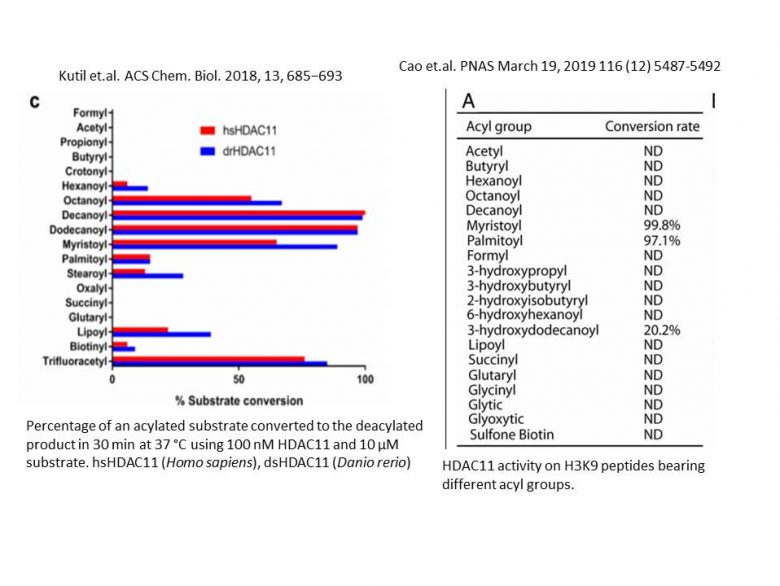 Kutil et.al. ACS Chem. Biol. 2018, 13, 685−693
C
Formyl
Acetyl
Propionyl
Butyryl
Crotonyl
Hexanoyl
Octanoyl
Decanoyl
Dodecanoyl
Myristoyl
Palmitoyl
Stearoyl
Oxalyl
Succinyl
Glutaryl
Lipoyl
Biotinyl
Trifluoracetyl
hsHDAC11
drHDAC11
0 50 100
% Substrate conversion
Percentage of an acylated substrate converted to the deacylated
product in 30 min at 37 °C using 100 nM HDAC11 and 10 μM
substrate. hsHDAC11 (Homo sapiens), dsHDAC11 (Danio rerio)
Cao et.al. PNAS March 19, 2019 116 (12) 5487-5492
A
Acyl group Conversion rate
Acetyl ND
Butyryl ND
Hexanoyl ND
Octanoyl ND
Decanoyl ND
Myristoyl 99.8%
Palmitoyl 97.1%
Formyl ND
3-hydroxypropyl ND
3-hydroxybutyryl ND
2-hydroxyisobutyryl ND
6-hydroxyhexanoyl ND
3-hydroxydodecanoyl 20.2%
Lipoyl ND
Succinyl ND
Glutaryl ND
Glycinyl ND
Glytic ND
Glyoxytic ND
Sulfone Biotin ND
HDAC11 activity on H3K9 peptides bearing
different acyl groups.